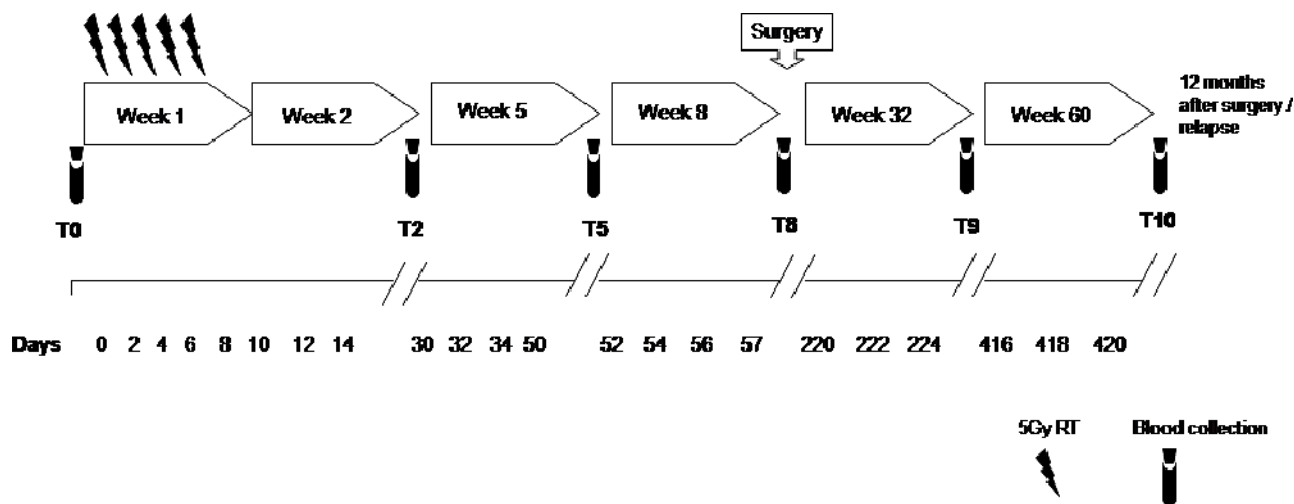 Surgery
Week 1
Week 2
Week 5
Week 8
Week 32
Week 60
12 months
after surgery /
relapse
T0
T2
T5
T8
T9
T10
Days 0 2 4 6 8 10 12 14 30 32 34 50 52 54 56 57 220 222 224 416 418 420
5Gy RT
Blood collection